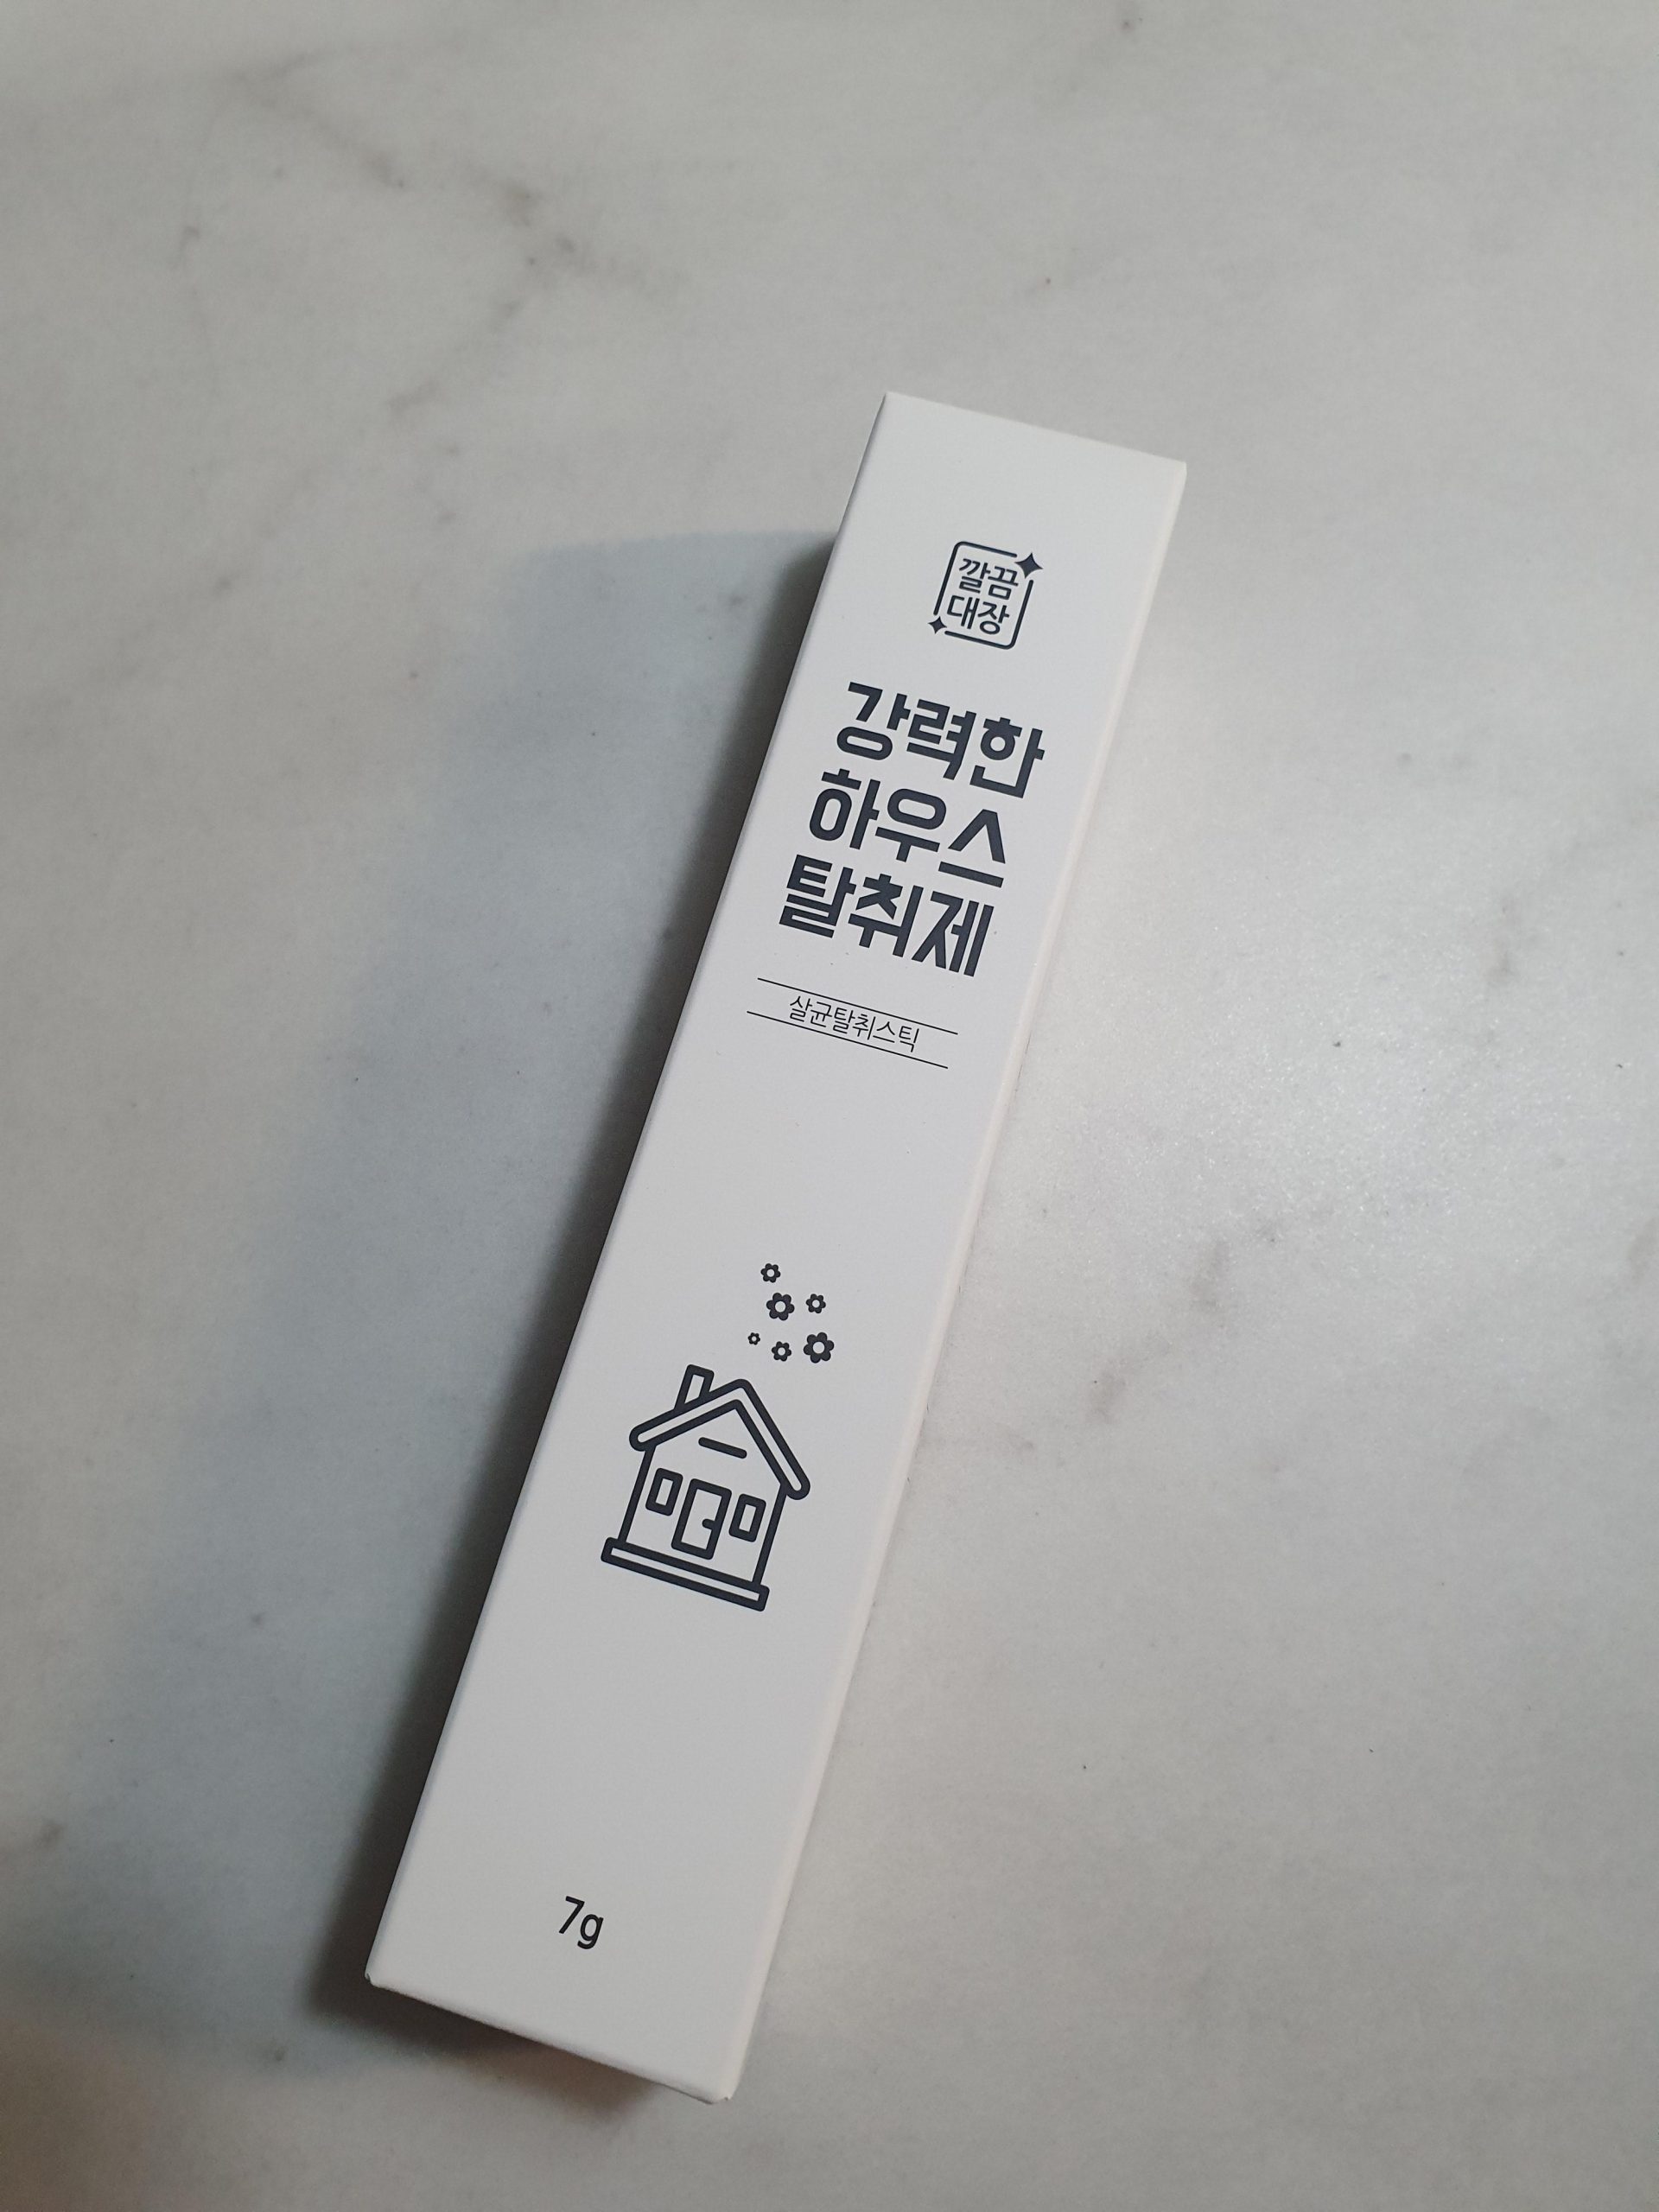 깔끔
대장
강력한
하우스
탈취제
살균탈취스틱
7g